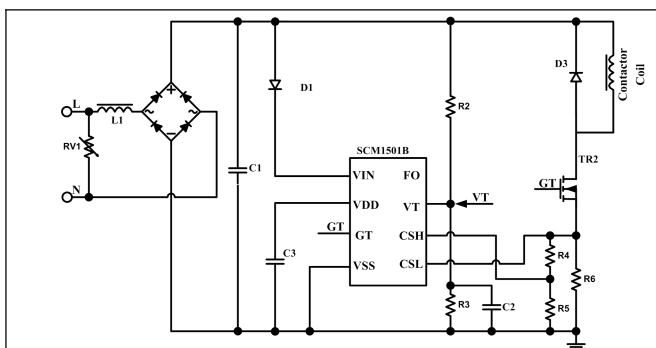 L
RV1
N
L1
C1
D1
C3
SCM1501B
VIN FO
VDD VT
GT CSH
VSS CSL
GT
R2
VT
R3
C2
D3
Contactor
Coil
TR2
GT
R4
R5
R6